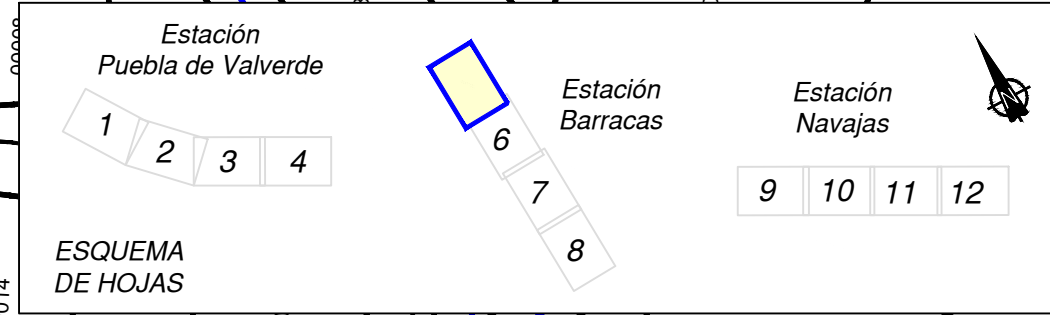 Estación
Puebla de Valverde
1
2
3
4
Estación
Barracas
6
7
8
Estación
Navajas
9
10
11
12
ESQUEMA
DE HOJAS